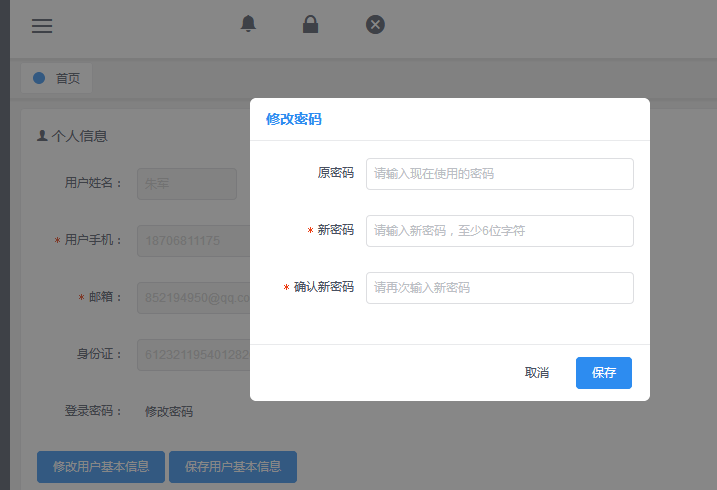 首页
修改密码
个人信息
原密码 请输入现在使用的密码
用户姓名： 朱军
* 新密码 请输入新密码，至少6位字符
* 用户手机： 18706811175
* 确认新密码 请再次输入新密码
* 邮箱： 852194950@qq.co
身份证： 612321195401282
取消 保存
登录密码： 修改密码
修改用户基本信息 保存用户基本信息